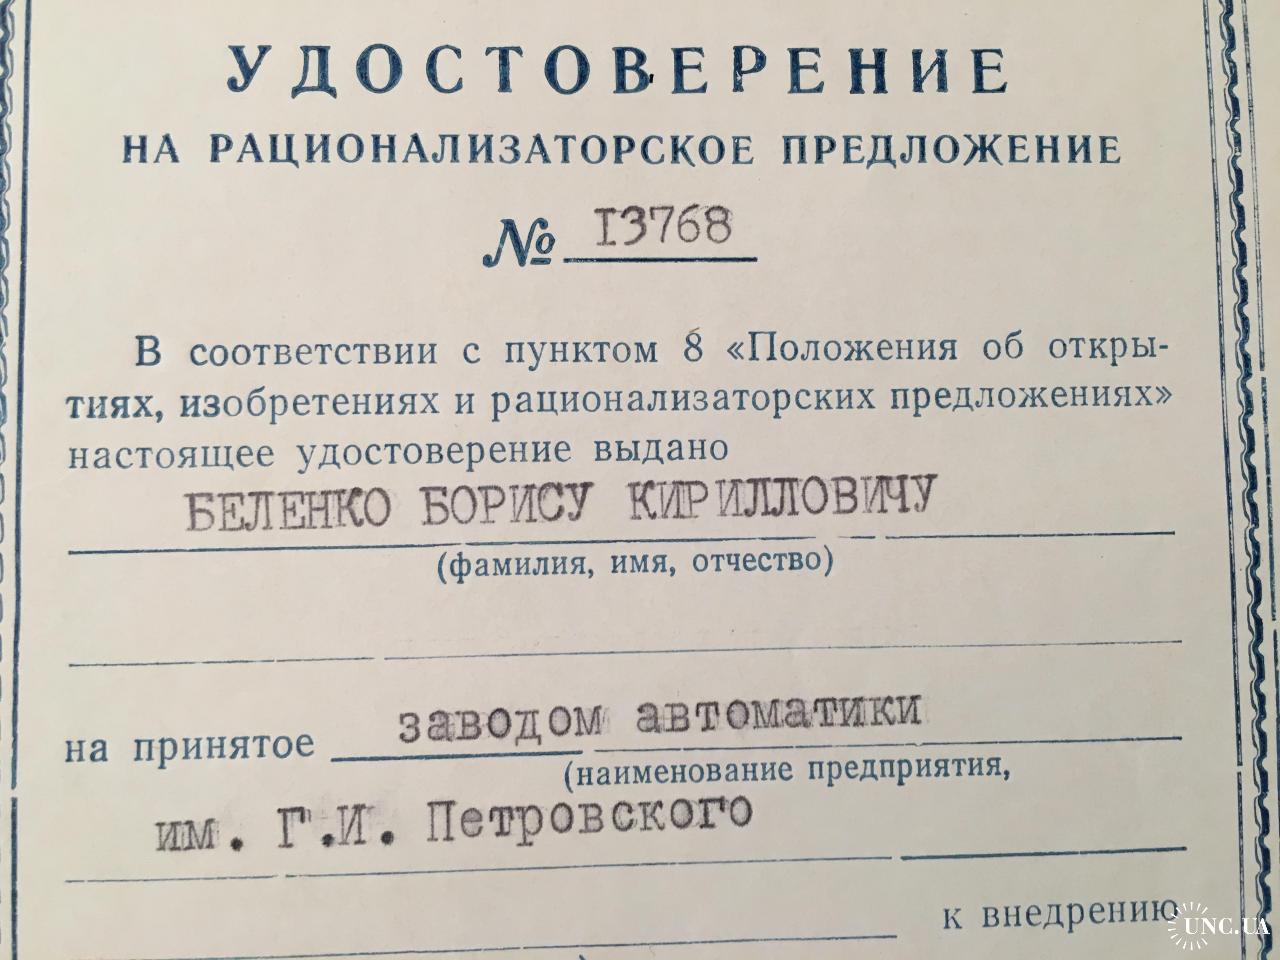 УДОСТОВЕРЕНИЕ
НА РАЦИОНАЛИЗАТОРСКОЕ ПРЕДЛОЖЕНИЕ
№ I3768
В соответствии с пунктом 8 «Положения об откры-
тиях, изобретениях и рационализаторских предложениях»
настоящее удостоверение выдано
БЕЛЕНКО БОРИСУ КИРИЛЛОВИЧУ
(фамилия, имя, отчество)
на принятое заводом автоматики
(наименование предприятия,
им. Г.И. Петровского
к внедрению
UNC.UA